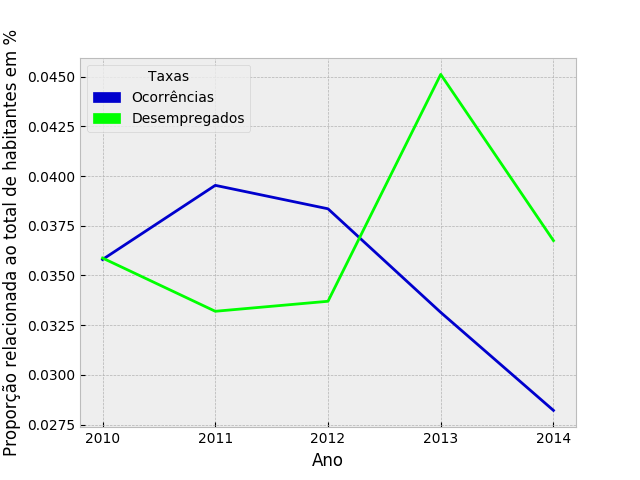 Proporção relacionada ao total de habitantes em %
0.0450
0.0425
0.0400
0.0375
0.0350
0.0325
0.0300
0.0275
Taxas
Ocorrências
Desempregados
2010 2011 2012 2013 2014
Ano